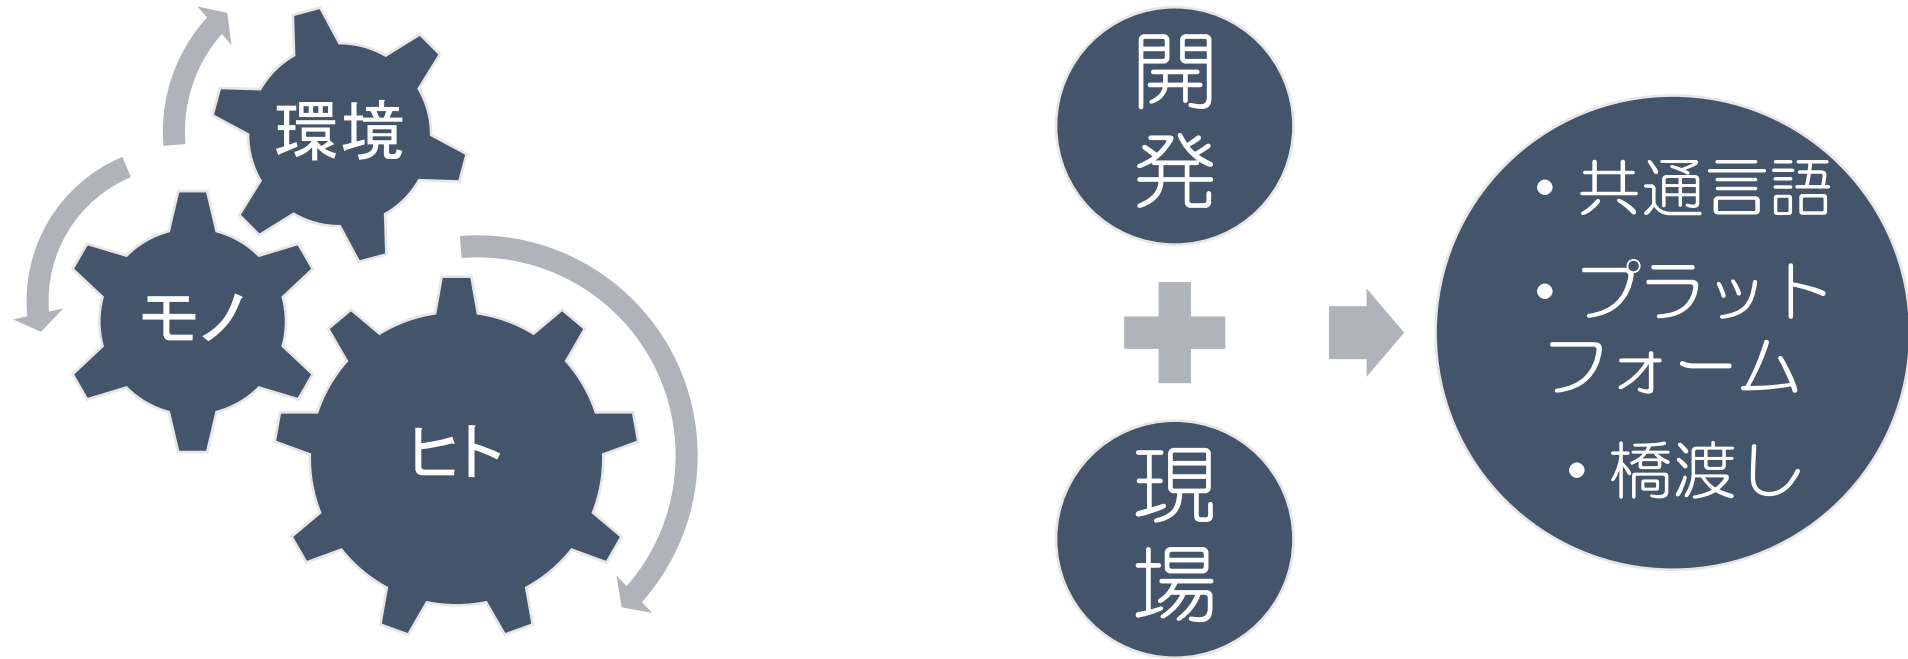 環境
モノ
ヒト
開
発
現
場
• 共通言語
• プラット
フォーム
• 橋渡し